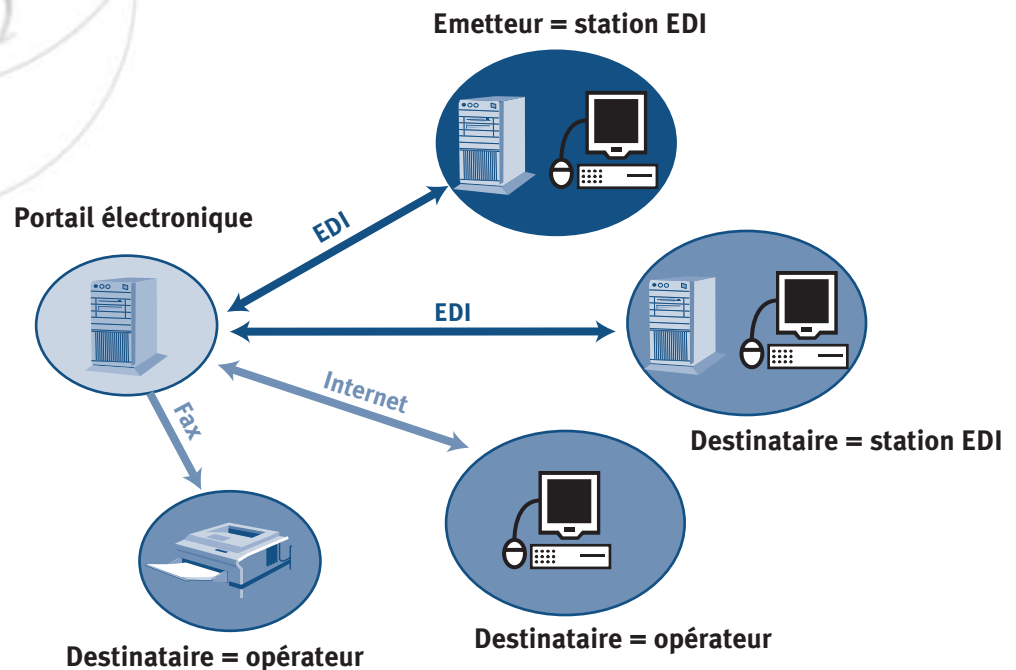 Emetteur = station EDI
Portail électronique
EDI
EDI
Internet
Fax
Destinataire = station EDI
Destinataire = opérateur
Destinataire = opérateur